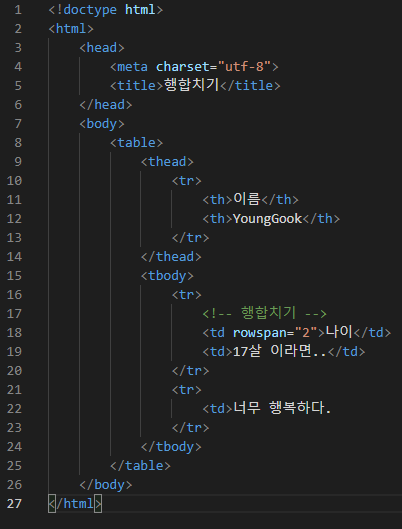 1 <!doctype html>
2 <html>
3 <head>
4 <meta charset="utf-8">
5 <title>행합치기</title>
6 </head>
7 <body>
8 <table>
9 <thead>
10 <tr>
11 <th>이름</th>
12 <th>YoungGook</th>
13 </tr>
14 </thead>
15 <tbody>
16 <tr>
17 <!-- 행합치기 -->
18 <td rowspan="2">나이</td>
19 <td>17살 이라면..</td>
20 </tr>
21 <tr>
22 <td>너무 행복하다.
23 </tr>
24 </tbody>
25 </table>
26 </body>
27 </html>